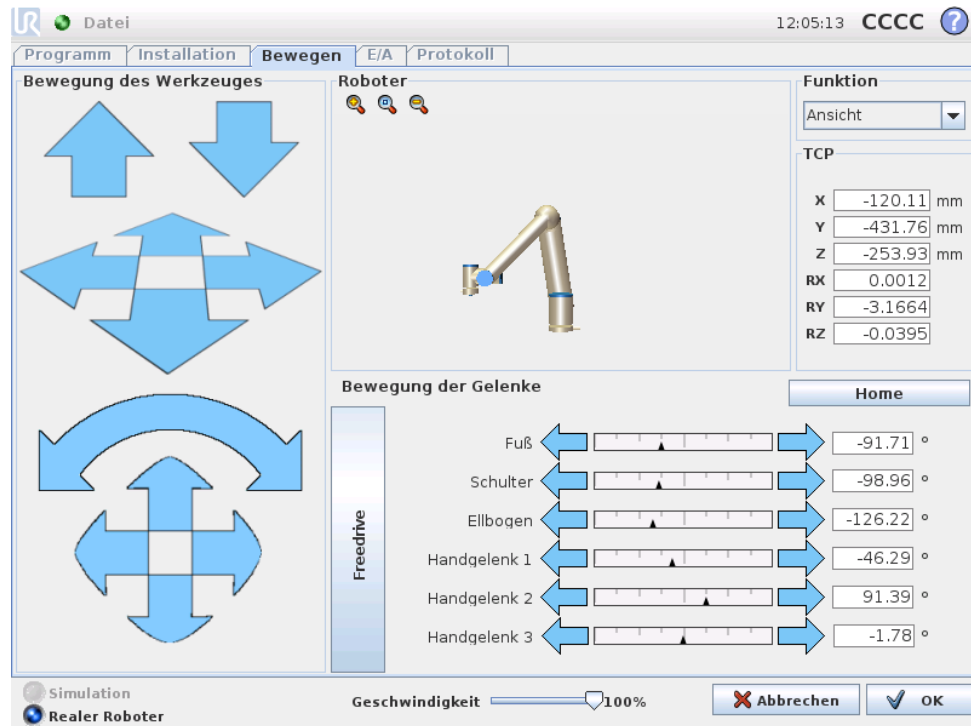 UR Datei 12:05:13 CCCC ?
Programm Installation Bewegen E/A Protokoll
Bewegung des Werkzeuges
Roboter
Funktion
Ansicht
TCP
X -120.11 mm
Y -431.76 mm
Z -253.93 mm
RX 0.0012
RY -3.1664
RZ -0.0395
Bewegung der Gelenke
Home
Freedrive
Fuß -91.71 °
Schulter -98.96 °
Ellbogen -126.22 °
Handgelenk 1 -46.29 °
Handgelenk 2 91.39 °
Handgelenk 3 -1.78 °
Simulation
Realer Roboter
Geschwindigkeit 100%
Abbrechen
OK